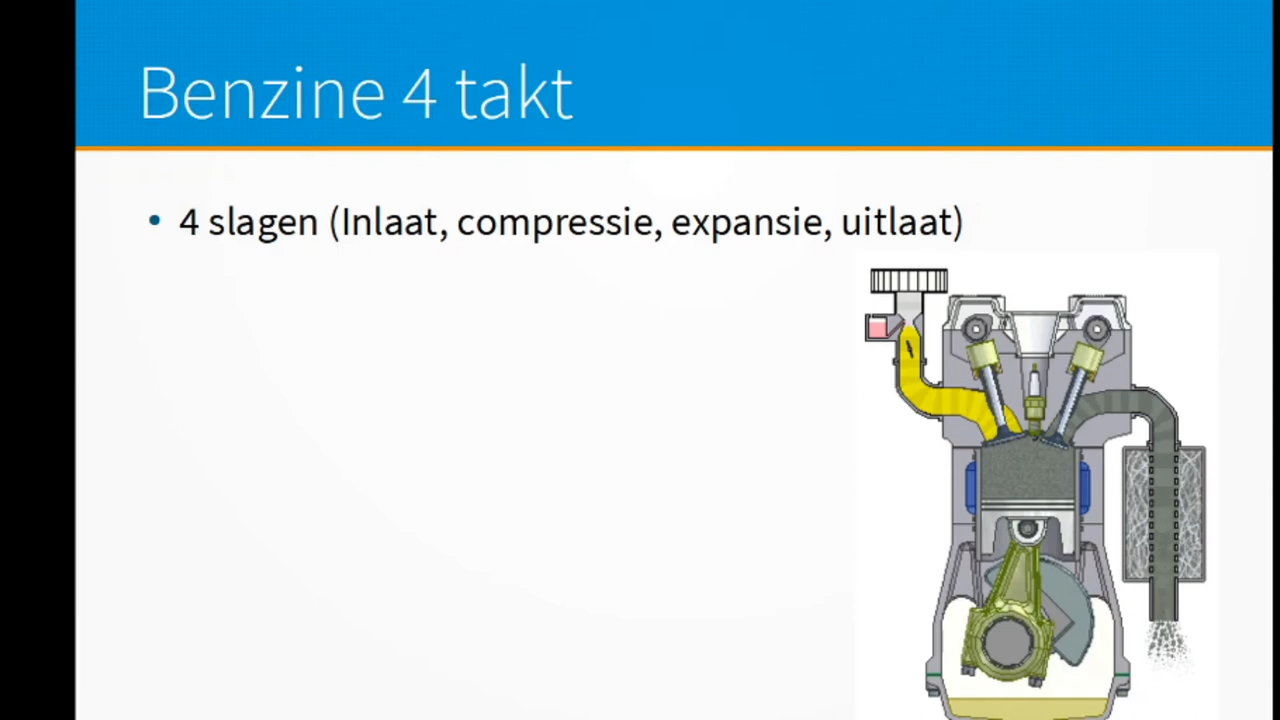 Benzine 4 takt
• 4 slagen (Inlaat, compressie, expansie, uitlaat)